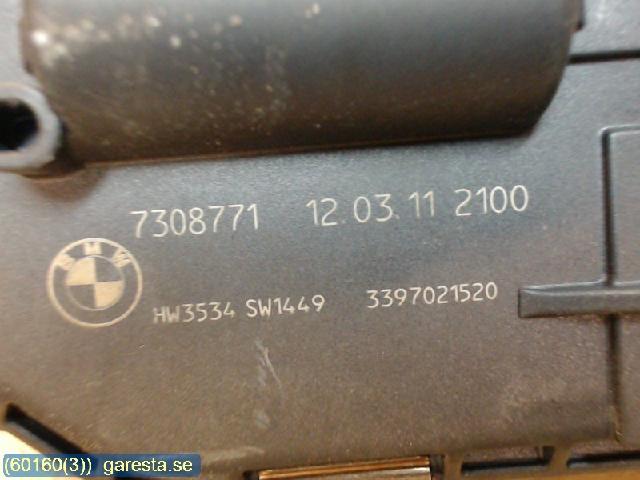 7308771 12.03.11 2100
BMW
HW3534 SW1449 3397021520
(60160(3)) garesta.se